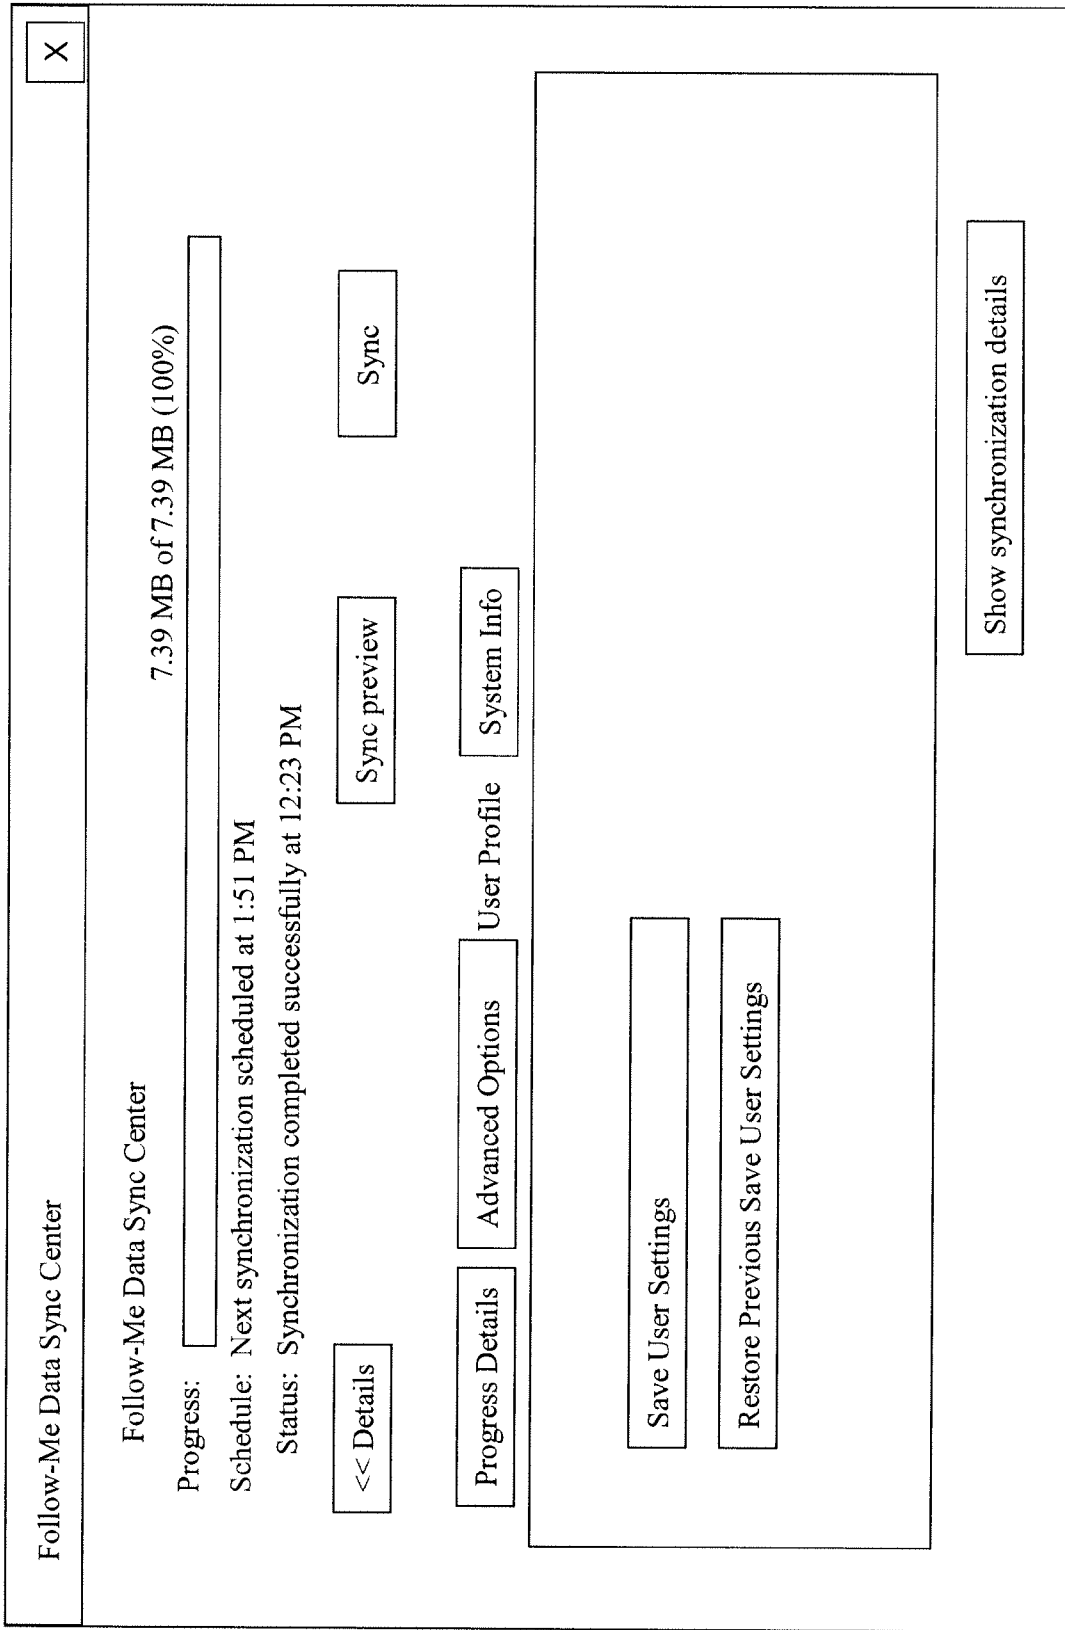 Follow-Me Data Sync Center
X
Follow-Me Data Sync Center
7.39 MB of 7.39 MB (100%)
Progress:
Schedule: Next synchronization scheduled at 1:51 PM
Status: Synchronization completed successfully at 12:23 PM
<< Details
Sync preview
Sync
Progress Details
Advanced Options
User Profile
System Info
Save User Settings
Restore Previous Save User Settings
Show synchronization details